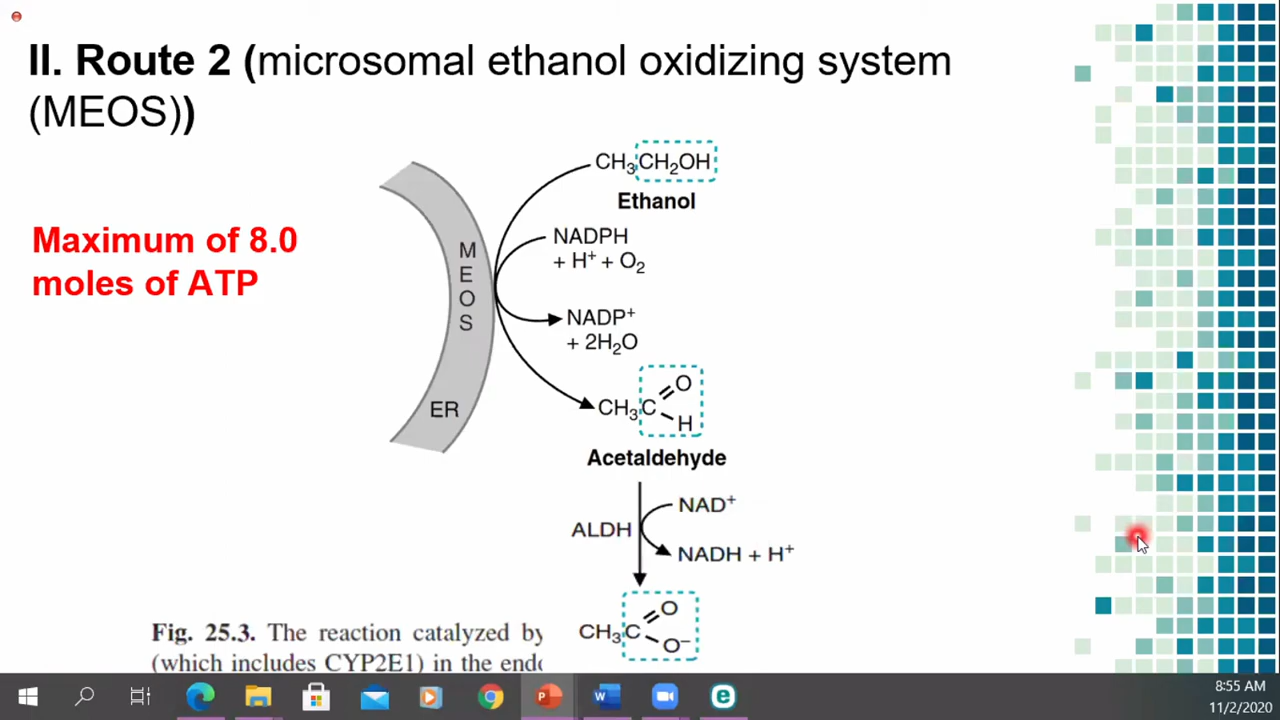 II. Route 2 (microsomal ethanol oxidizing system
(MEOS))
Maximum of 8.0
moles of ATP
CH₃CH₂OH
Ethanol
NADPH
+ H⁺ + O₂
M
E
O
S
NADP⁺
+ 2H₂O
O
CH₃C
H
ER
Acetaldehyde
NAD⁺
ALDH
NADH + H⁺
O
CH₃C
O⁻
Fig. 25.3. The reaction catalyzed by
(which includes CYP2E1) in the
8:55 AM
11/2/2020